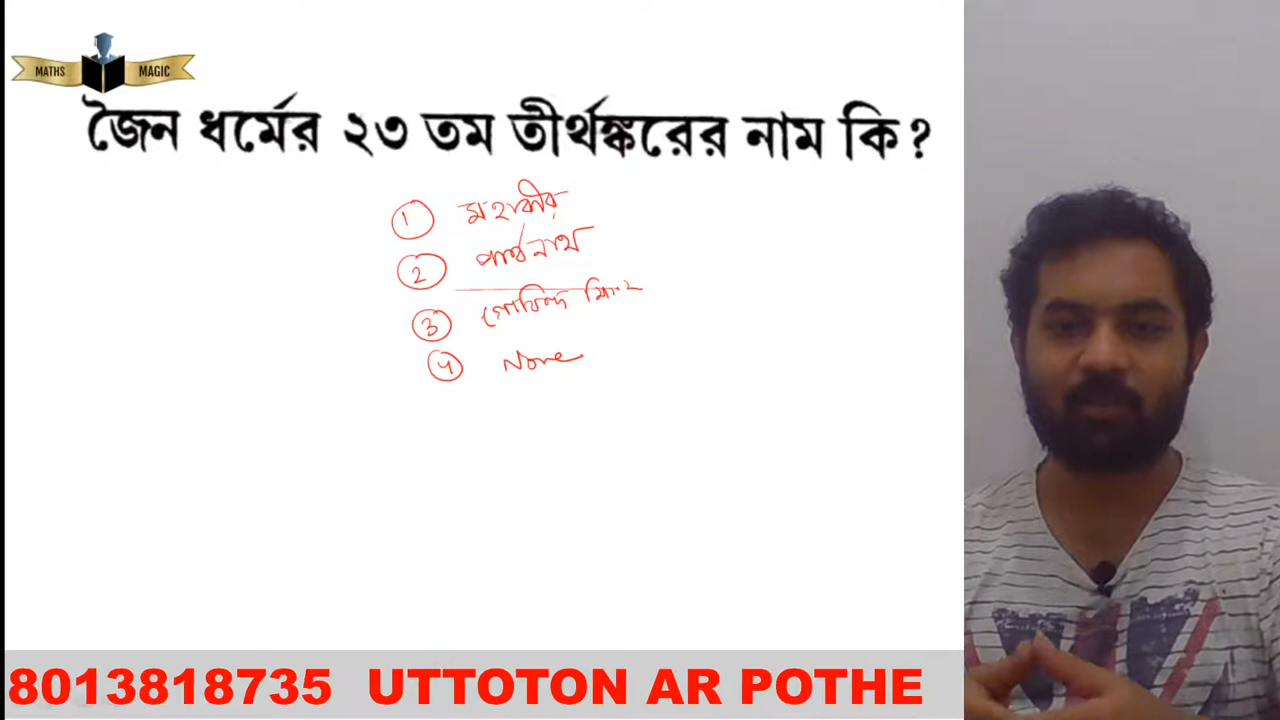 MATHS MAGIC
জৈন ধর্মের ২৩ তম তীর্থঙ্করের নাম কি?
1 মহাবীর
2 পার্শ্বনাথ
3 গোবিন্দ সিংহ
4 None
8013818735 UTTOTON AR POTHE